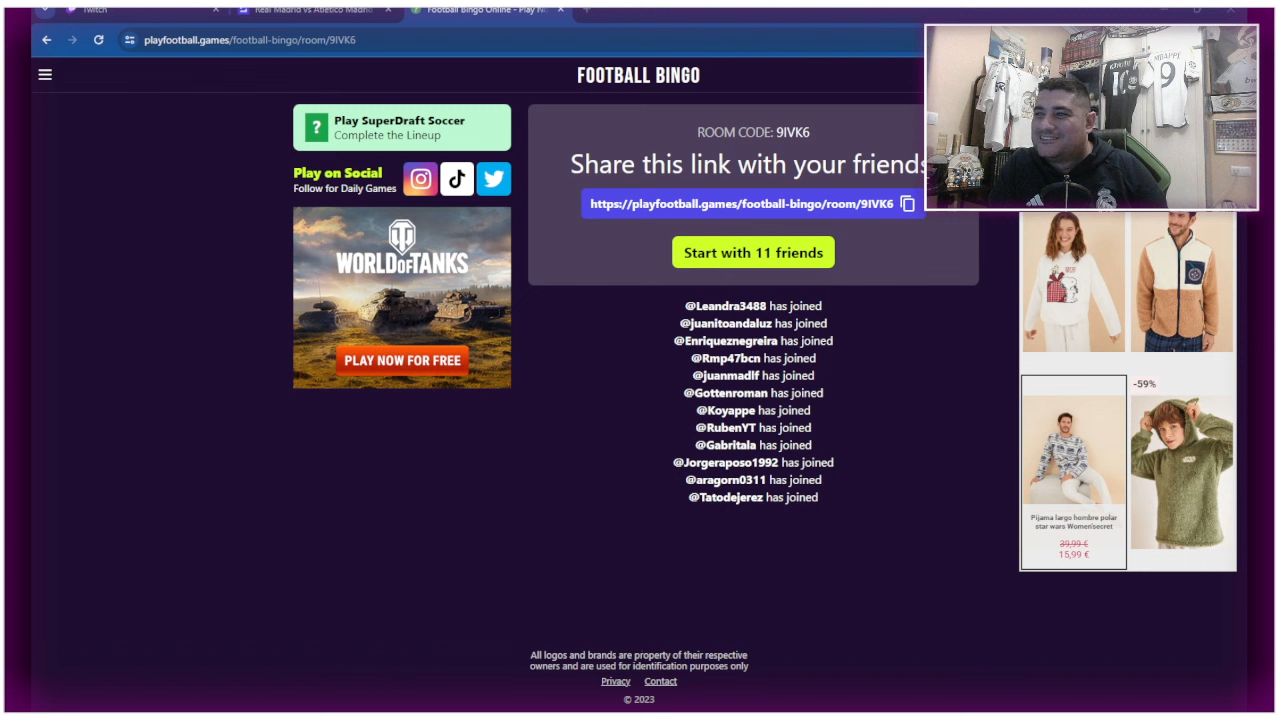 Twitch
Real Madrid vs Atlético Madrid
Football Bingo Online - Play N
playfootball.games/football-bingo/room/9IVK6
FOOTBALL BINGO
Play SuperDraft Soccer
Complete the Lineup
Play on Social
Follow for Daily Games
WORLD OF TANKS
PLAY NOW FOR FREE
ROOM CODE: 9IVK6
Share this link with your friends
https://playfootball.games/football-bingo/room/9IVK6
Start with 11 friends
@Leandra3488 has joined
@juanitoandaluz has joined
@Enriqueznegreira has joined
@Rmp47bcn has joined
@juanmadlf has joined
@Gottenroman has joined
@Koyappe has joined
@RubenYT has joined
@Gabritala has joined
@Jorgeraposo1992 has joined
@aragorn0311 has joined
@Tatodejerez has joined
MBAPPE
9
10
-59%
Pijama largo hombre polar
star wars Women'secret
39,99 €
15,99 €
All logos and brands are property of their respective
owners and are used for identification purposes only
Privacy Contact
© 2023